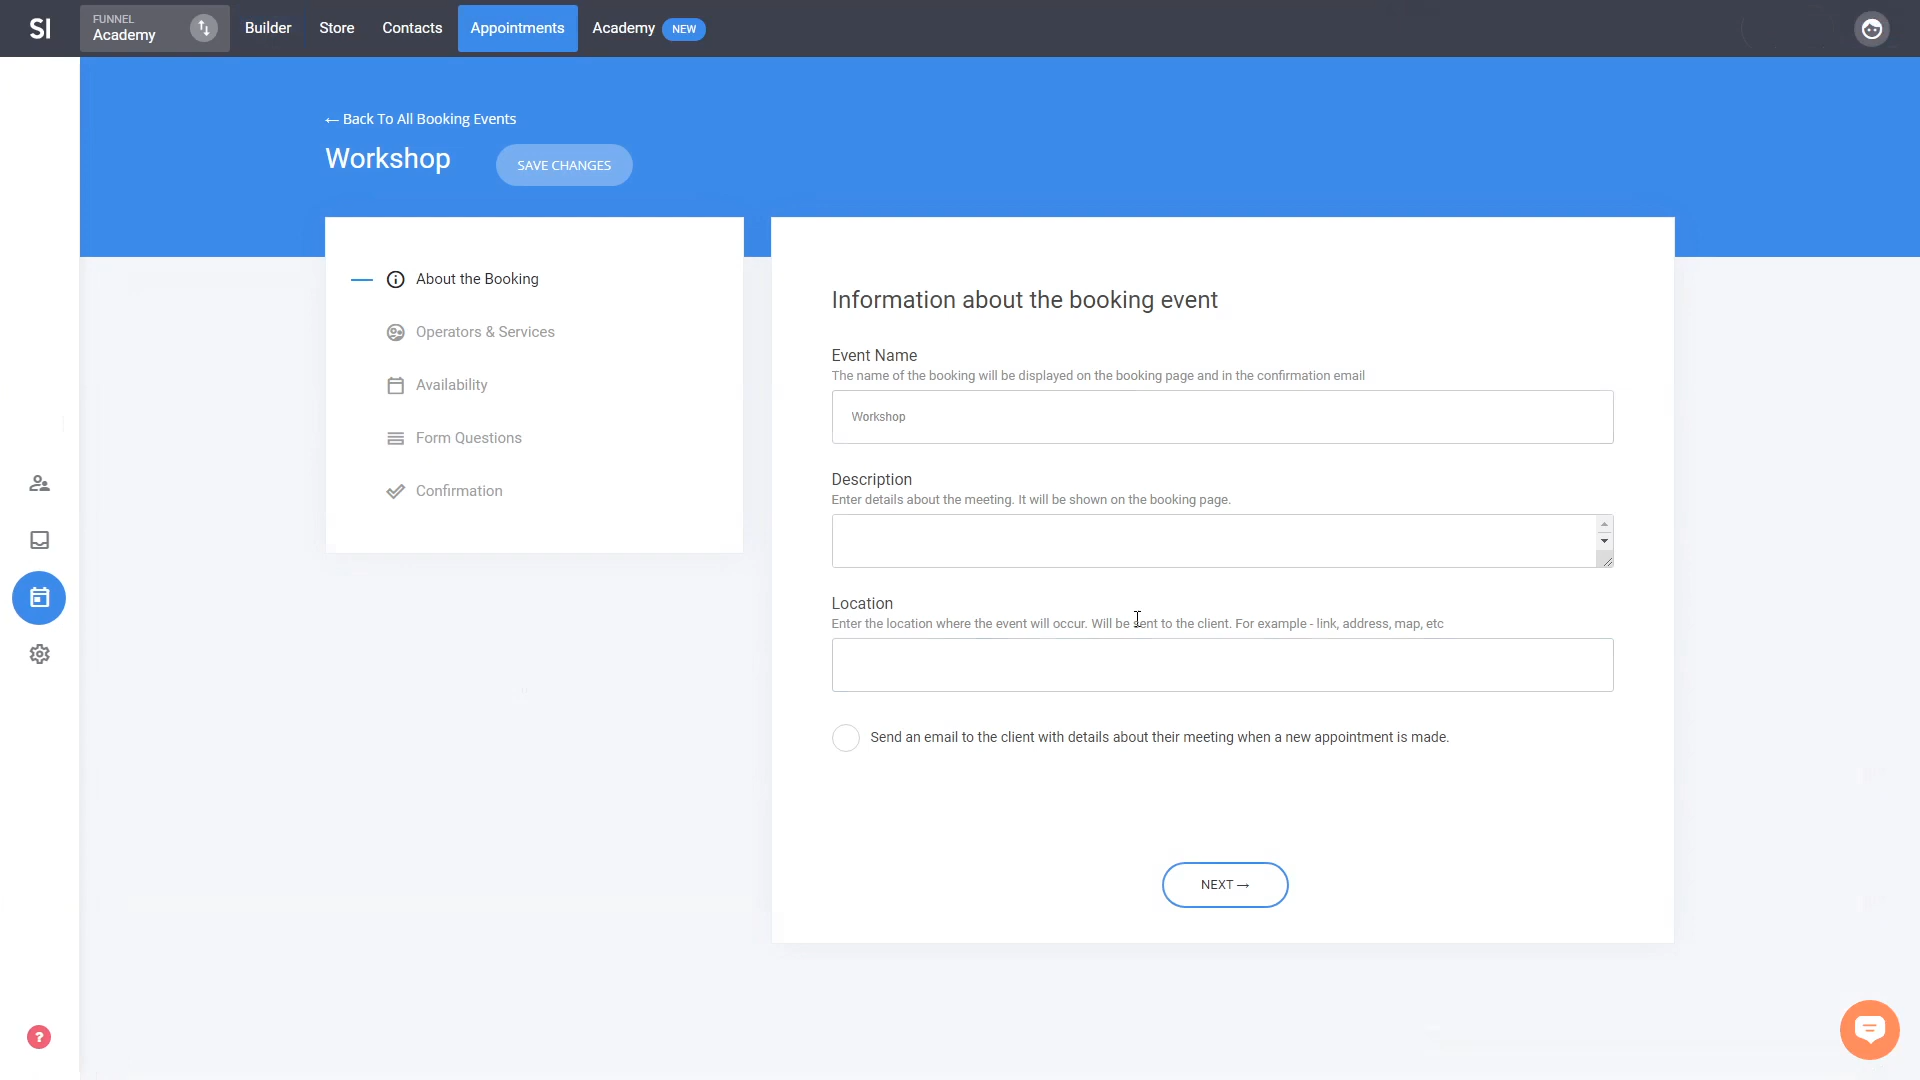 SI
FUNNEL
Academy
Builder
Store
Contacts
Appointments
Academy
NEW
← Back To All Booking Events
Workshop
SAVE CHANGES
About the Booking
Operators & Services
Availability
Form Questions
Confirmation
Information about the booking event
Event Name
The name of the booking will be displayed on the booking page and in the confirmation email
Workshop
Description
Enter details about the meeting. It will be shown on the booking page.
Location
Enter the location where the event will occur. Will be sent to the client. For example - link, address, map, etc
Send an email to the client with details about their meeting when a new appointment is made.
NEXT →
?